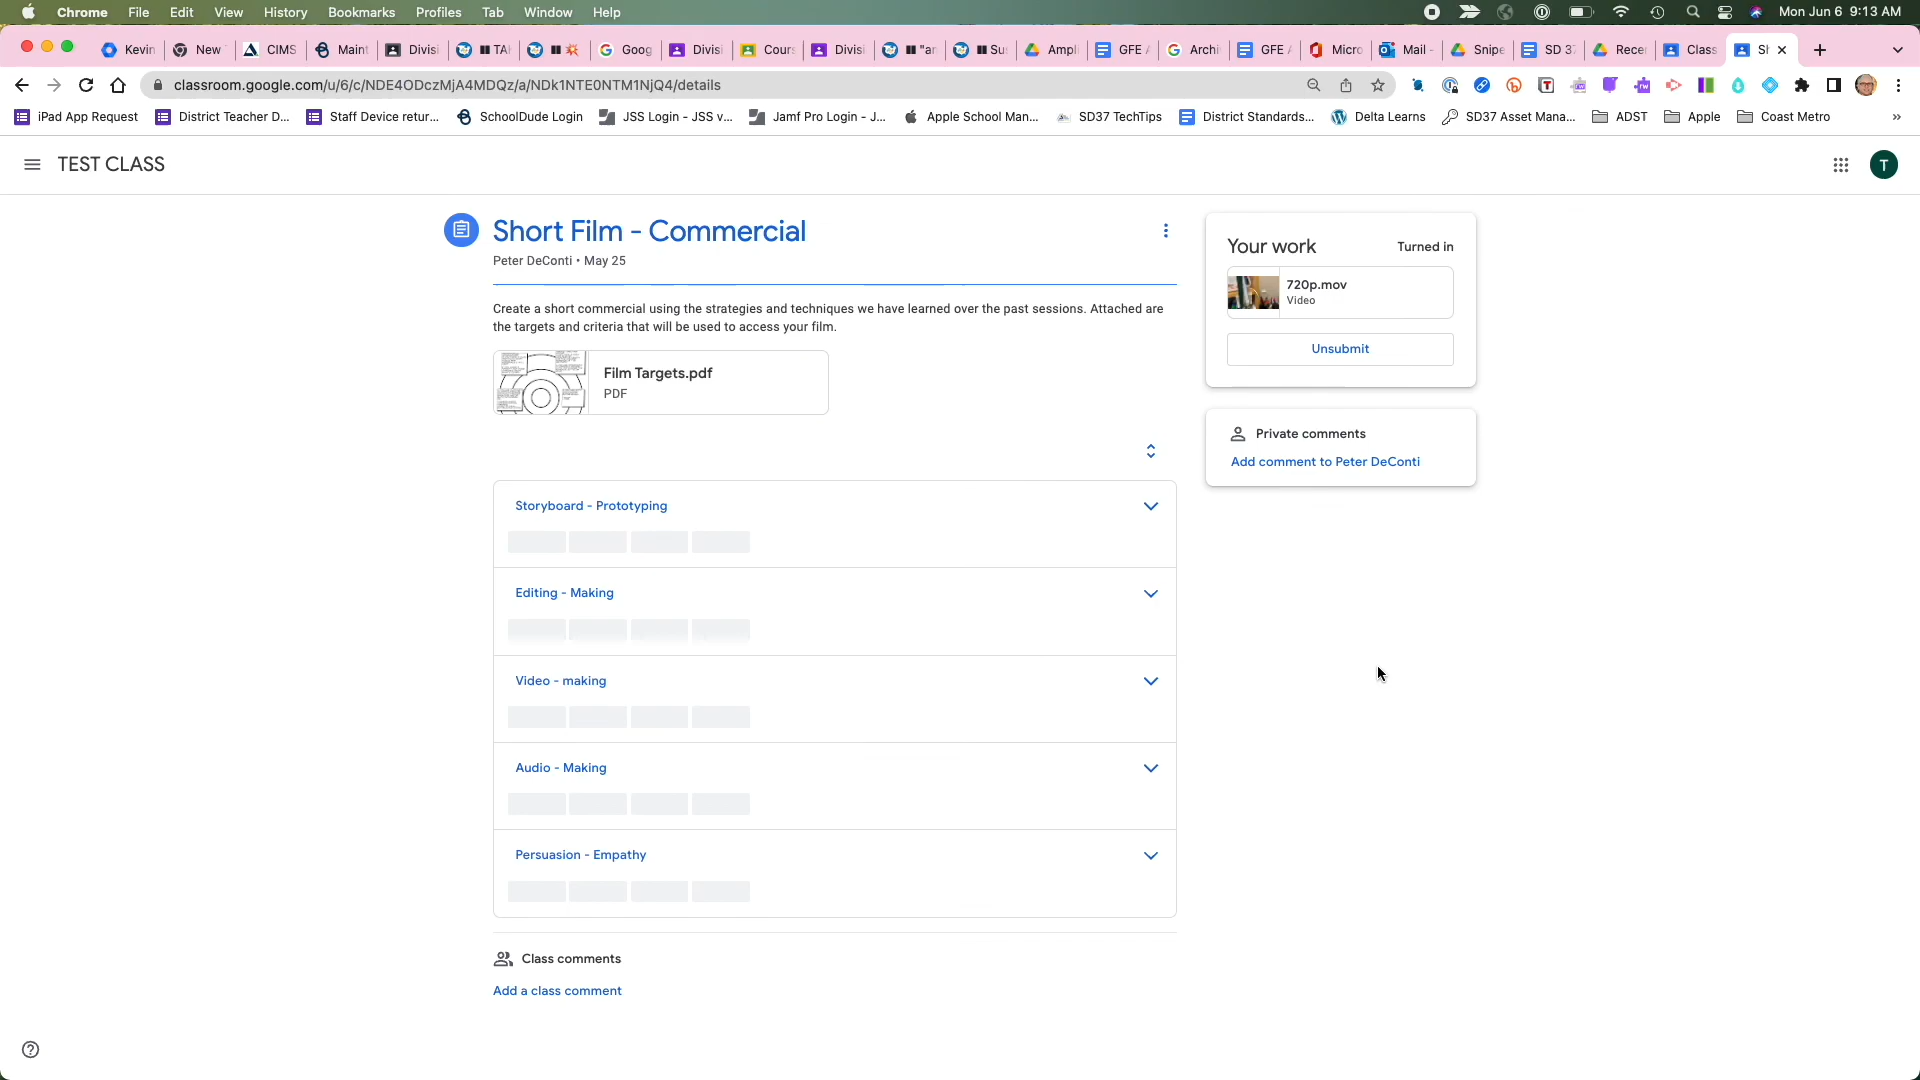 Chrome File Edit View History Bookmarks Profiles Tab Window Help Mon Jun 6 9:13 AM
Kevin New CIMS Maint Divisi TAI Goog Divisi Cours Divisi "ar Su Ampli GFE Archi GFE Micro Mail - Snipe SD 3 Rece Class
classroom.google.com/u/6/c/NDE4ODczMjA4MDQz/a/NDk1NTE0NTM1NjQ4/details
iPad App Request District Teacher D... Staff Device retur... SchoolDude Login JSS Login - JSS v... Jamf Pro Login - J... Apple School Man... SD37 TechTips District Standards... Delta Learns SD37 Asset Mana... ADST Apple Coast Metro »
TEST CLASS
T
Short Film - Commercial
Peter DeConti • May 25
Create a short commercial using the strategies and techniques we have learned over the past sessions. Attached are
the targets and criteria that will be used to access your film.
Film Targets.pdf
PDF
Storyboard - Prototyping
Editing - Making
Video - making
Audio - Making
Persuasion - Empathy
Class comments
Add a class comment
Your work Turned in
720p.mov
Video
Unsubmit
Private comments
Add comment to Peter DeConti